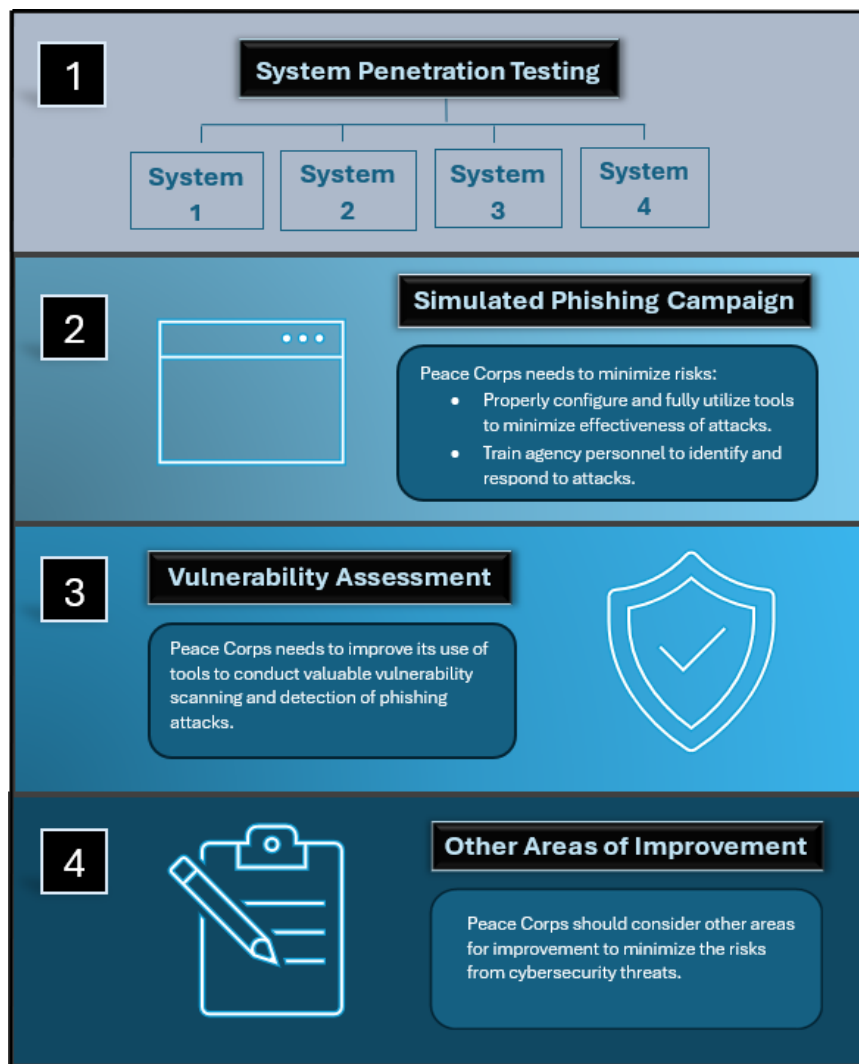 1
System Penetration Testing
System
1
System
2
System
3
System
4
2
Simulated Phishing Campaign
Peace Corps needs to minimize risks:
● Properly configure and fully utilize tools
to minimize effectiveness of attacks.
● Train agency personnel to identify and
respond to attacks.
3
Vulnerability Assessment
Peace Corps needs to improve its use of
tools to conduct valuable vulnerability
scanning and detection of phishing
attacks.
4
Other Areas of Improvement
Peace Corps should consider other areas
for improvement to minimize the risks
from cybersecurity threats.